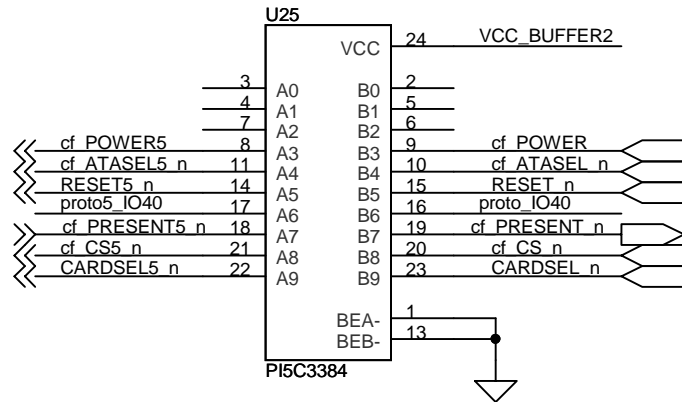 U25
VCC 24 VCC_BUFFER2
3 A0 B0 2
4 A1 B1 5
7 A2 B2 6
cf_POWER5 8 A3 B3 9 cf_POWER
cf_ATASEL5_n 11 A4 B4 10 cf_ATASEL_n
RESET5_n 14 A5 B5 15 RESET_n
proto5_IO40 17 A6 B6 16 proto_IO40
cf_PRESENT5_n 18 A7 B7 19 cf_PRESENT_n
cf_CS5_n 21 A8 B8 20 cf_CS_n
CARDSEL5_n 22 A9 B9 23 CARDSEL_n
BEA- 1
BEB- 13
PI5C3384